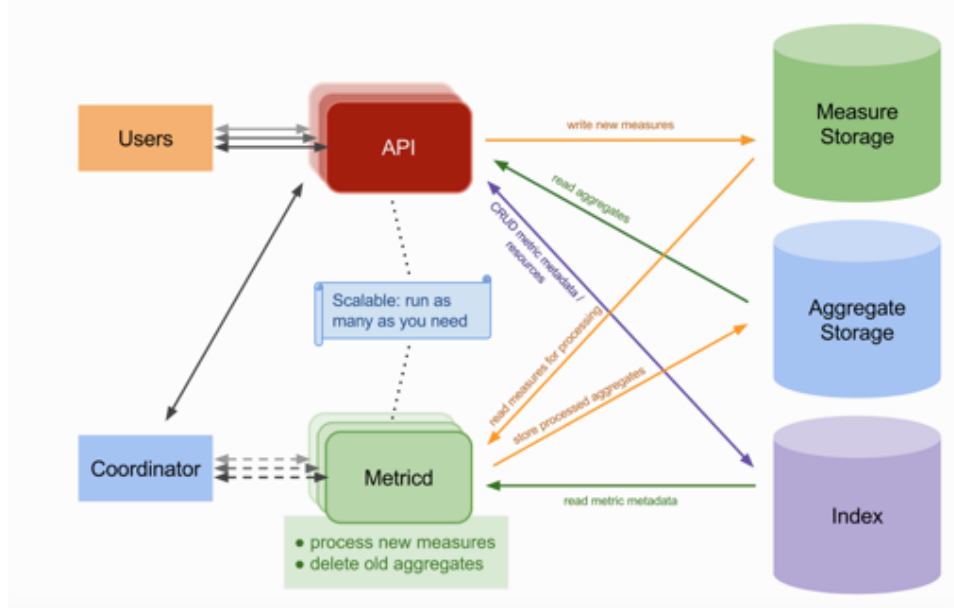 Users
API
write new measures
Measure
Storage
read aggregates
CRUD metric metadata /
resources
Scalable: run as
many as you need
Aggregate
Storage
read measures for processing
store processed aggregates
Coordinator
Metricd
read metric metadata
Index
● process new measures
● delete old aggregates